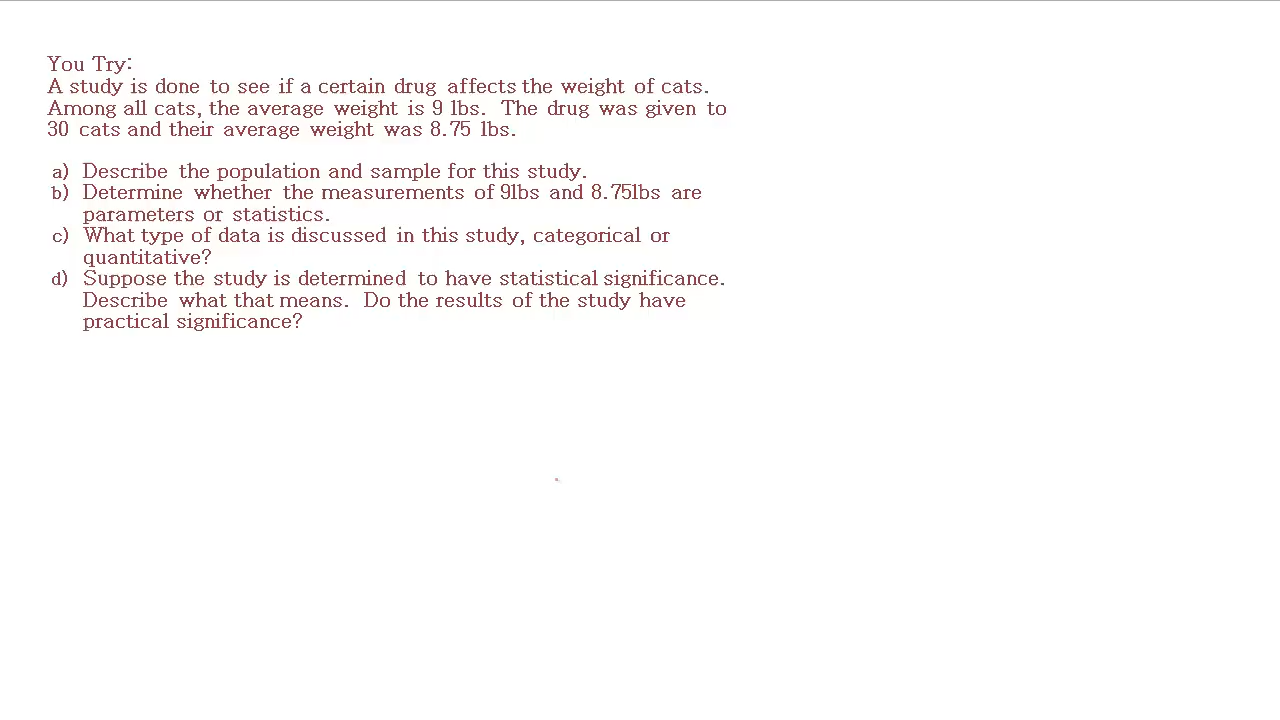 You Try:
A study is done to see if a certain drug affects the weight of cats.
Among all cats, the average weight is 9 lbs. The drug was given to
30 cats and their average weight was 8.75 lbs.
a) Describe the population and sample for this study.
b) Determine whether the measurements of 9lbs and 8.75lbs are
parameters or statistics.
c) What type of data is discussed in this study, categorical or
quantitative?
d) Suppose the study is determined to have statistical significance.
Describe what that means. Do the results of the study have
practical significance?